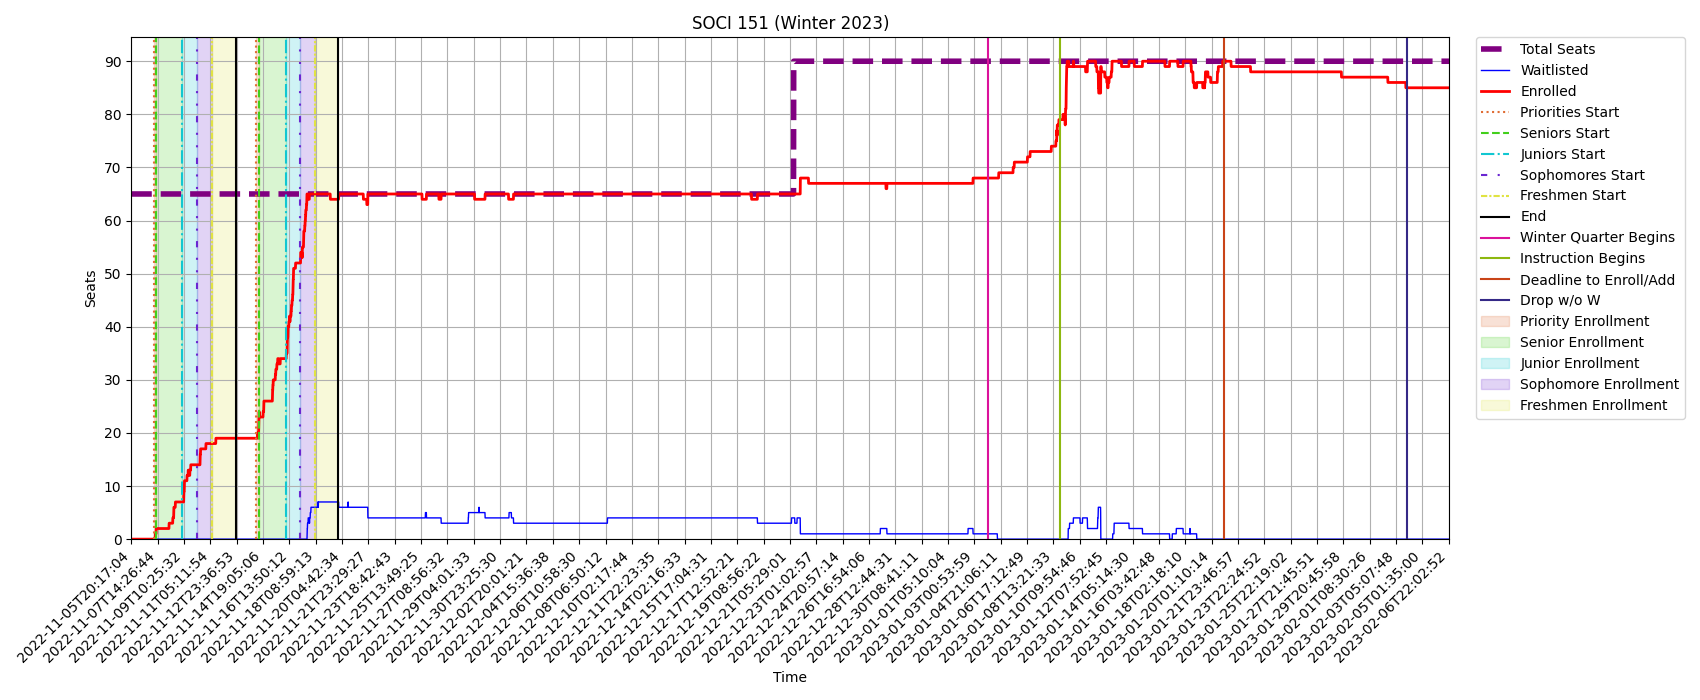 SOCI 151 (Winter 2023)
Seats
90
80
70
60
50
40
30
20
10
0
2022-11-05T20:17:04
2022-11-07T14:26:44
2022-11-09T10:25:32
2022-11-11T05:11:54
2022-11-12T23:36:53
2022-11-14T19:05:06
2022-11-16T13:50:12
2022-11-18T08:59:13
2022-11-20T04:42:34
2022-11-21T23:29:27
2022-11-23T18:42:43
2022-11-25T13:49:25
2022-11-27T08:56:32
2022-11-29T04:01:33
2022-11-30T23:25:30
2022-12-02T20:01:21
2022-12-04T15:36:38
2022-12-06T10:58:30
2022-12-08T06:50:12
2022-12-10T02:17:44
2022-12-11T22:23:35
2022-12-14T02:16:33
2022-12-15T17:04:31
2022-12-17T12:52:21
2022-12-19T08:56:22
2022-12-21T05:29:01
2022-12-23T01:02:57
2022-12-24T20:57:14
2022-12-26T16:54:06
2022-12-28T12:44:31
2022-12-30T08:41:11
2023-01-01T05:10:04
2023-01-03T00:53:59
2023-01-04T21:06:11
2023-01-06T17:12:49
2023-01-08T13:21:33
2023-01-10T09:54:46
2023-01-12T07:52:45
2023-01-14T05:14:30
2023-01-16T03:42:48
2023-01-18T02:18:10
2023-01-20T01:10:14
2023-01-21T23:46:57
2023-01-23T22:24:52
2023-01-25T22:19:02
2023-01-27T21:45:51
2023-01-29T20:45:58
2023-02-01T08:30:26
2023-02-03T05:07:48
2023-02-05T01:35:00
2023-02-06T22:02:52
Time
Total Seats
Waitlisted
Enrolled
Priorities Start
Seniors Start
Juniors Start
Sophomores Start
Freshmen Start
End
Winter Quarter Begins
Instruction Begins
Deadline to Enroll/Add
Drop w/o W
Priority Enrollment
Senior Enrollment
Junior Enrollment
Sophomore Enrollment
Freshmen Enrollment